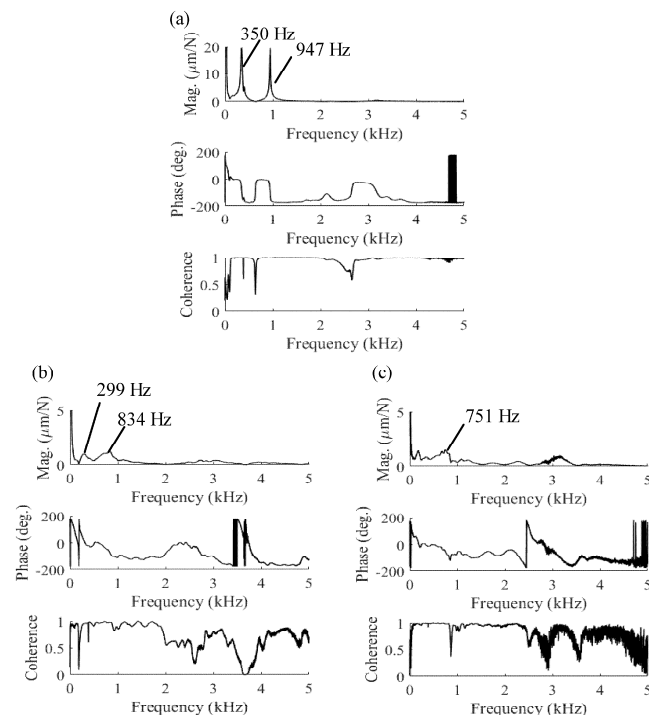 (a)
350 Hz
947 Hz
20
10
0
Mag. (μm/N)
0 1 2 3 4 5
Frequency (kHz)
200
0
-200
Phase (deg.)
0 1 2 3 4 5
Frequency (kHz)
1
0.5
0
Coherence
0 1 2 3 4 5
Frequency (kHz)
(b)
299 Hz
834 Hz
5
0
Mag. (μm/N)
0 1 2 3 4 5
Frequency (kHz)
200
0
-200
Phase (deg.)
0 1 2 3 4 5
Frequency (kHz)
1
0.5
0
Coherence
0 1 2 3 4 5
Frequency (kHz)
(c)
751 Hz
5
0
Mag. (μm/N)
0 1 2 3 4 5
Frequency (kHz)
200
0
-200
Phase (deg.)
0 1 2 3 4 5
Frequency (kHz)
1
0.5
0
Coherence
0 1 2 3 4 5
Frequency (kHz)